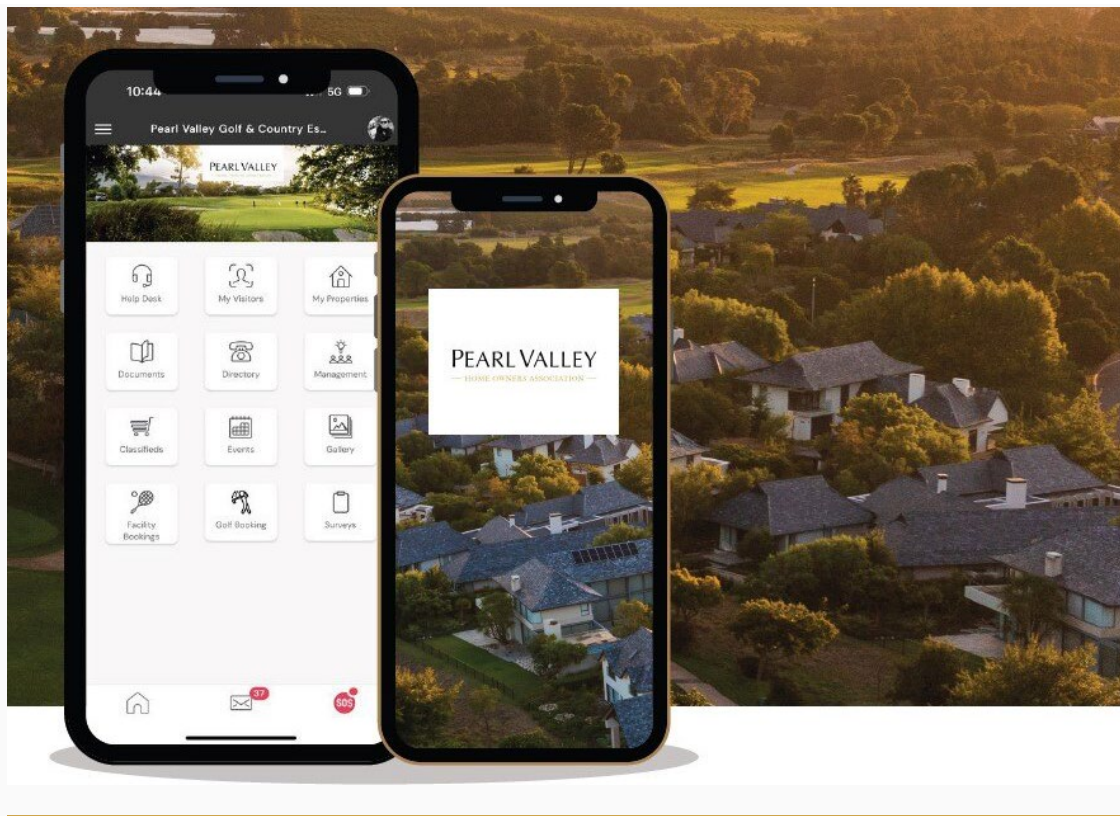 10:44
5G
Pearl Valley Golf & Country Es...
PEARL VALLEY
Help Desk
My Visitors
My Properties
Documents
Directory
Management
Classifieds
Events
Gallery
Facility
Bookings
Golf Booking
Surveys
37
SOS
PEARL VALLEY
HOME OWNERS ASSOCIATION